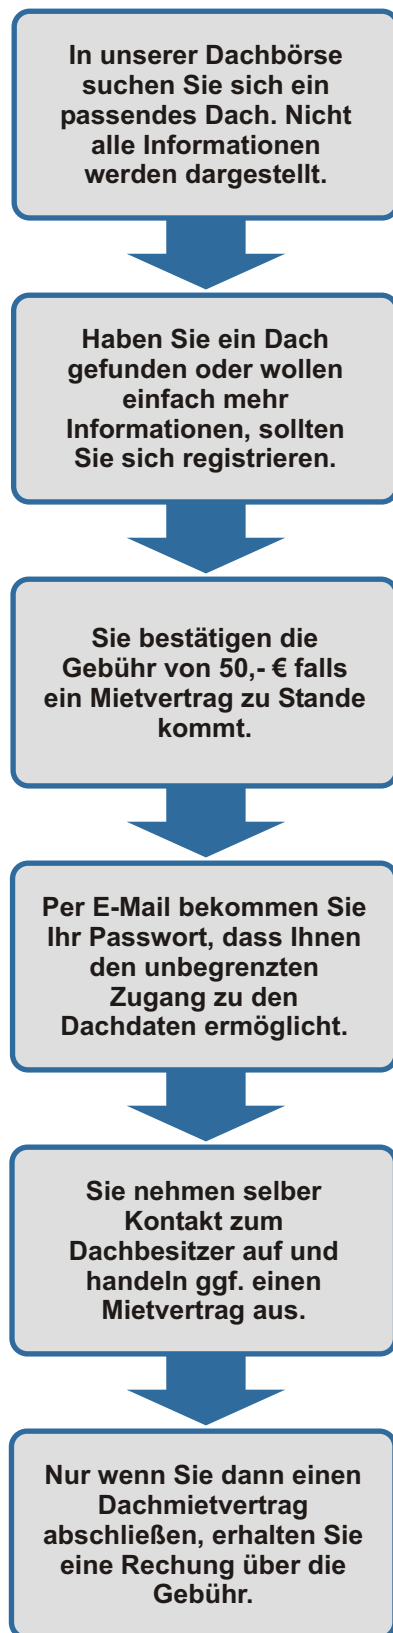 In unserer Dachbörse
suchen Sie sich ein
passendes Dach. Nicht
alle Informationen
werden dargestellt.
Haben Sie ein Dach
gefunden oder wollen
einfach mehr
Informationen, sollten
Sie sich registrieren.
Sie bestätigen die
Gebühr von 50,- € falls
ein Mietvertrag zu Stande
kommt.
Per E-Mail bekommen Sie
Ihr Passwort, dass Ihnen
den unbegrenzten
Zugang zu den
Dachdaten ermöglicht.
Sie nehmen selber
Kontakt zum
Dachbesitzer auf und
handeln ggf. einen
Mietvertrag aus.
Nur wenn Sie dann einen
Dachmietvertrag
abschließen, erhalten Sie
eine Rechung über die
Gebühr.